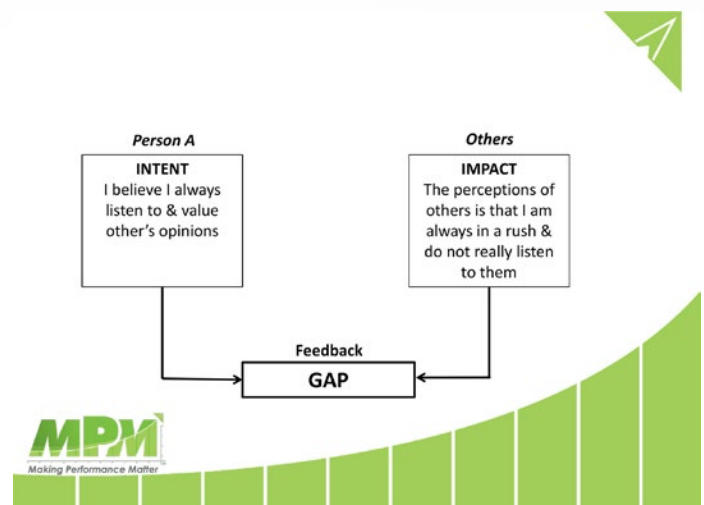 Person A
INTENT
I believe I always
listen to & value
other's opinions
Others
IMPACT
The perceptions of
others is that I am
always in a rush &
do not really listen
to them
Feedback
GAP
MPM
Making Performance Matter